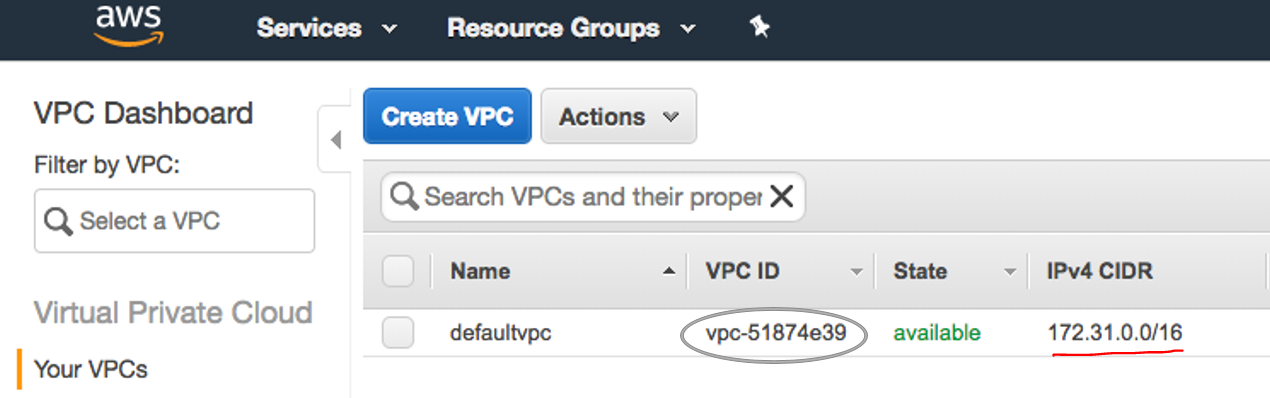 aws Services Resource Groups
VPC Dashboard
Filter by VPC:
Select a VPC
Virtual Private Cloud
Your VPCs
Create VPC Actions
Search VPCs and their proper
Name VPC ID State IPv4 CIDR
defaultvpc vpc-51874e39 available 172.31.0.0/16